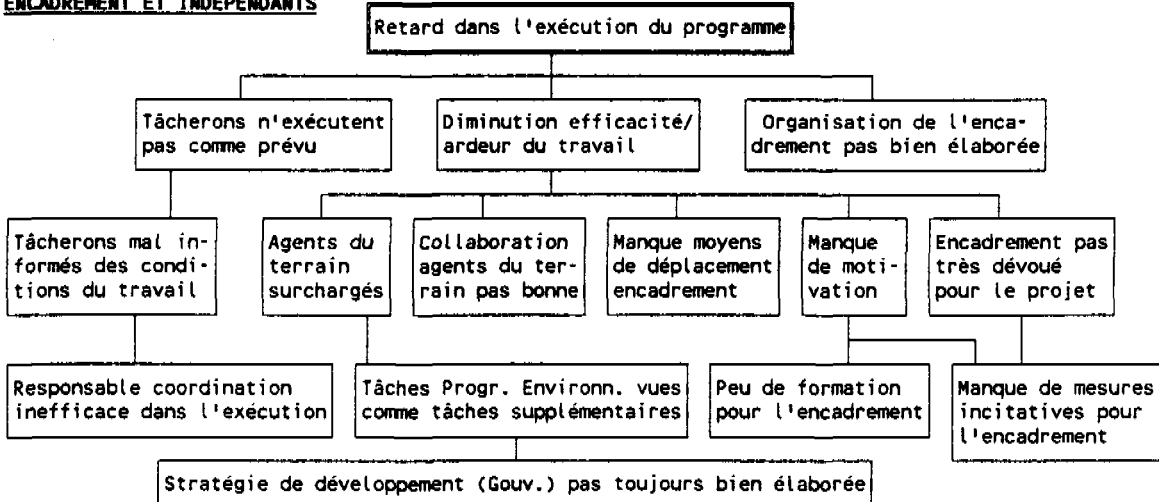 ENCADREMENT ET INDEPENDANTS
Retard dans l'exécution du programme
Tâcherons n'exécutent
pas comme prévu
Diminution efficacité/
ardeur du travail
Organisation de l'enca-
drement pas bien élaborée
Tâcherons mal in-
formés des condi-
tions du travail
Agents du
terrain
surchargés
Collaboration
agents du ter-
rain pas bonne
Manque moyens
de déplacement
encadrement
Manque
de moti-
vation
Encadrement pas
très dévoué
pour le projet
Responsable coordination
inefficace dans l'exécution
Tâches Progr. Environn. vues
comme tâches supplémentaires
Peu de formation
pour l'encadrement
Manque de mesures
incitatives pour
l'encadrement
Stratégie de développement (Gouv.) pas toujours bien élaborée